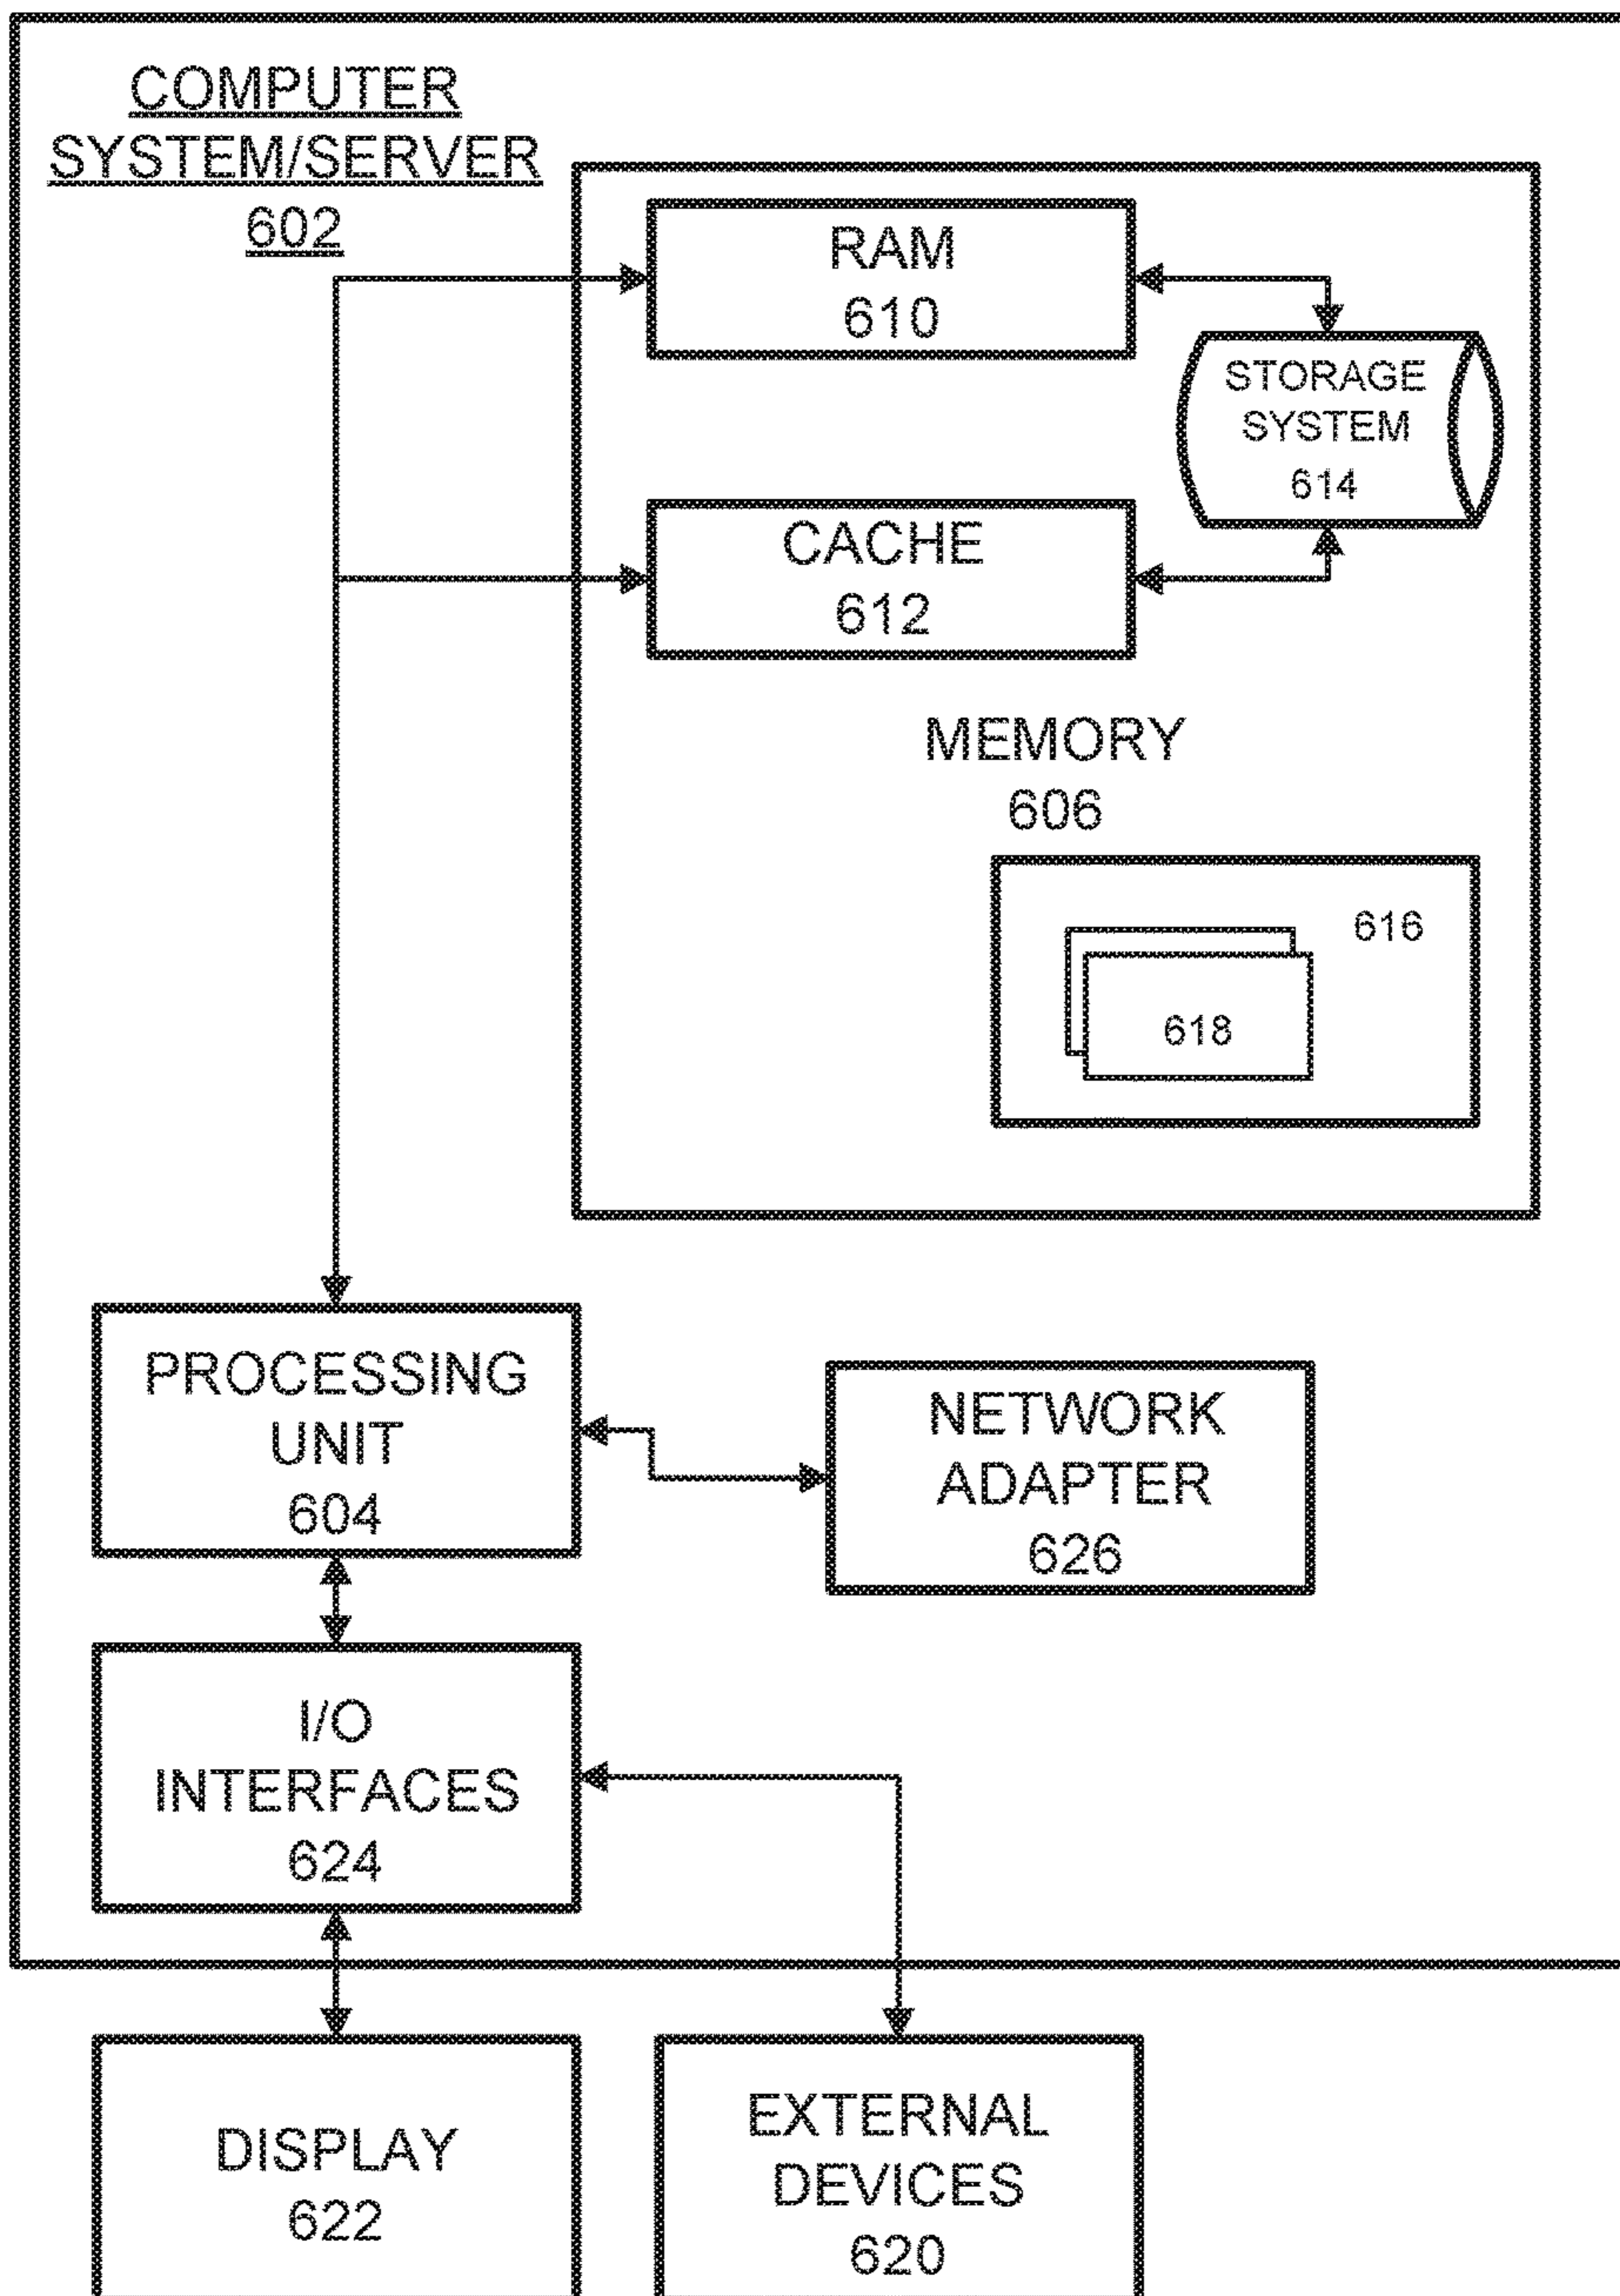 COMPUTER
SYSTEM/SERVER
602
RAM
610
STORAGE
SYSTEM
614
CACHE
612
MEMORY
606
616
618
PROCESSING
UNIT
604
NETWORK
ADAPTER
626
I/O
INTERFACES
624
DISPLAY
622
EXTERNAL
DEVICES
620